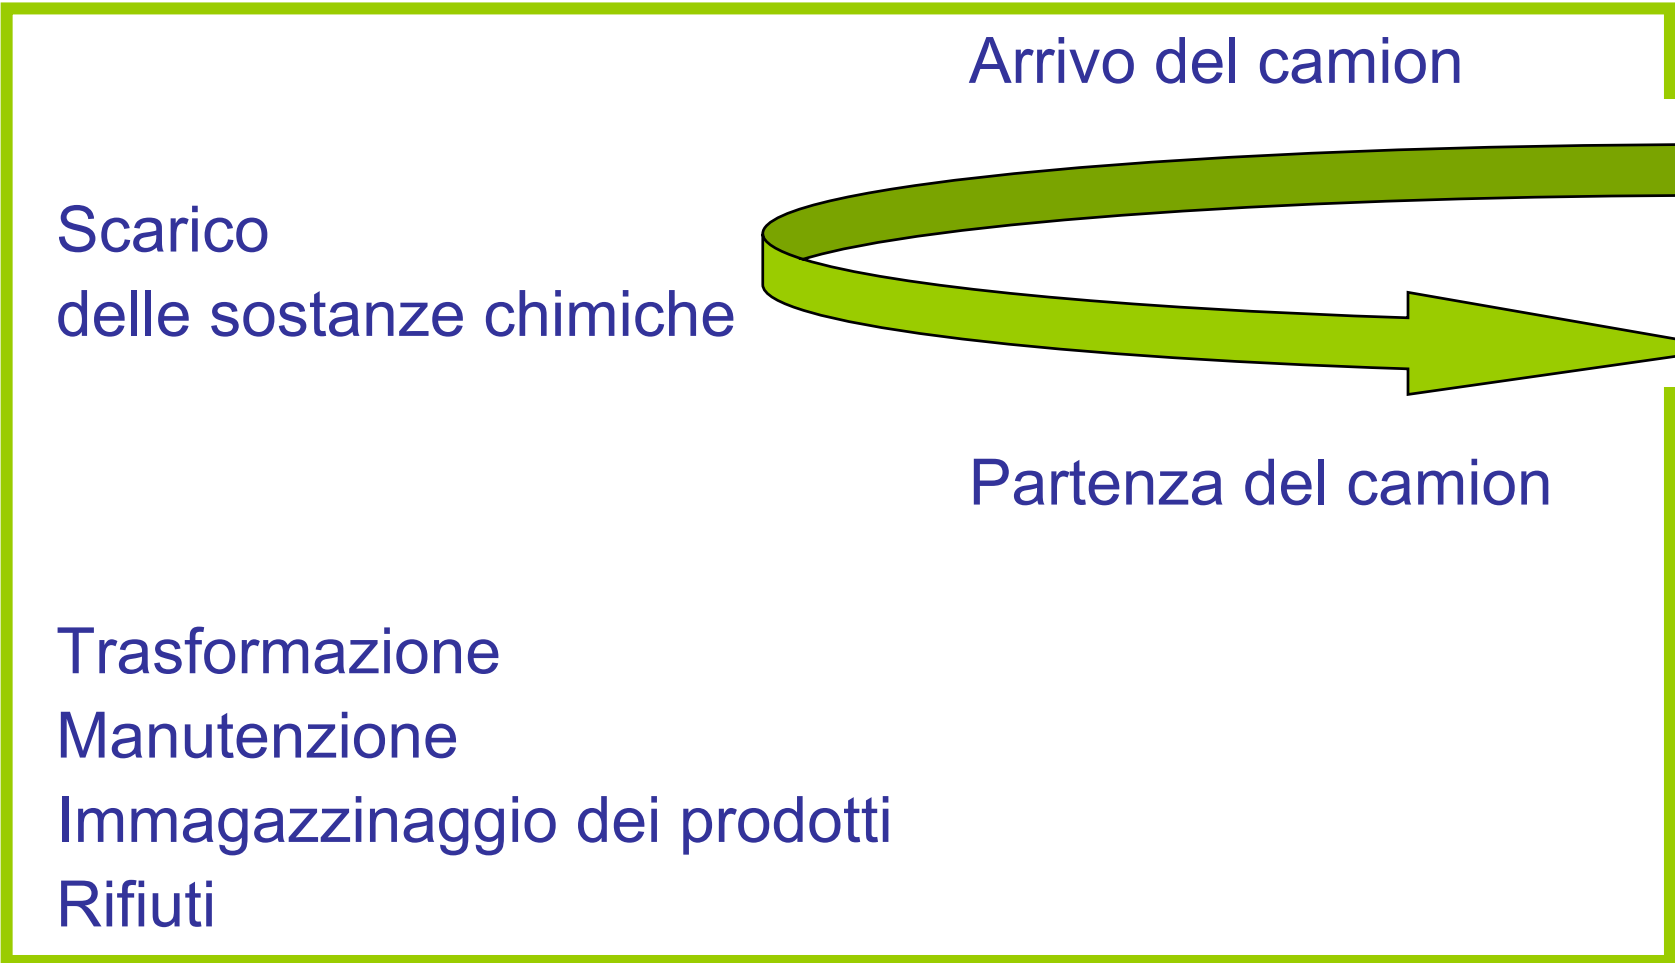 Arrivo del camion
Scarico
delle sostanze chimiche
Partenza del camion
Trasformazione
Manutenzione
Immagazzinaggio dei prodotti
Rifiuti